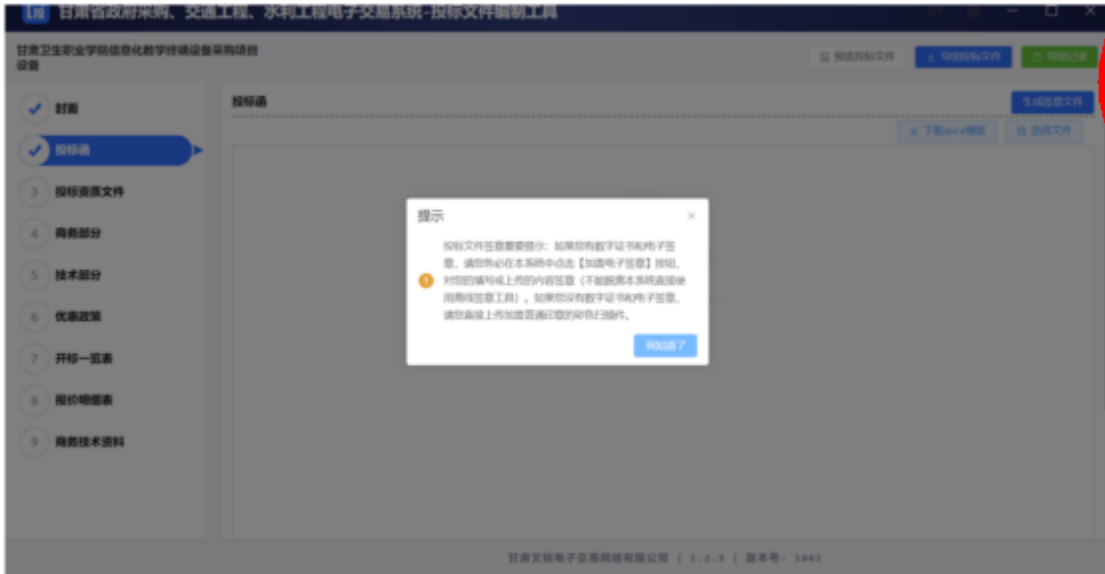 甘肃省政府采购、交通工程、水利工程电子交易系统-投标文件编制工具
甘肃卫生职业学院信息化教学终端设备采购项目
设备
预览投标文件
导出投标文件
导出记录
封面
投标函
3 投标资质文件
4 商务部分
5 技术部分
6 优惠政策
7 开标一览表
8 报价明细表
9 商务技术资料
投标函
生成签章文件
下载docx模版
选择文件
提示
投标文件签章重要提示：如果您有数字证书和电子签
章，请您务必在本系统中点击【加盖电子签章】按钮，
对您的填写或上传的内容签章（不能脱离本系统直接使
用离线签章工具）。如果您没有数字证书和电子签章，
请您直接上传加盖普通印章的彩色扫描件。
我知道了
甘肃文锐电子交易网络有限公司 | 1.2.5 | 版本号: 1002